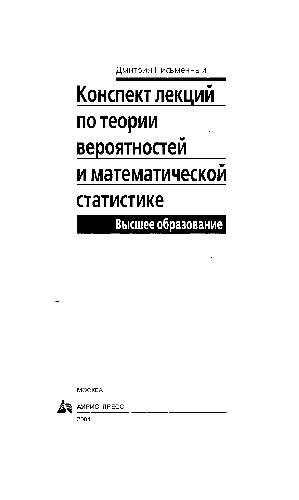 Дмитрий Письменный
Конспект лекций
по теории
вероятностей
и математической
статистике
Высшее образование
МОСКВА
АЙРИС ПРЕСС
2004